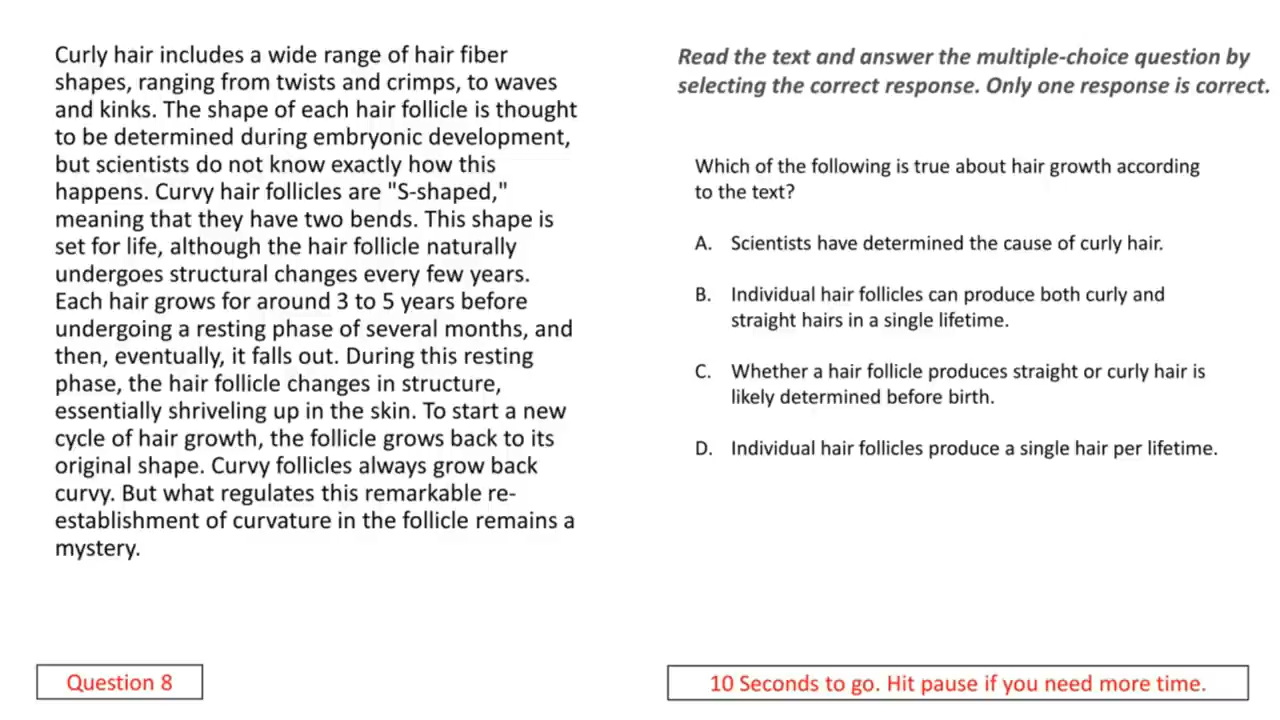 Curly hair includes a wide range of hair fiber
shapes, ranging from twists and crimps, to waves
and kinks. The shape of each hair follicle is thought
to be determined during embryonic development,
but scientists do not know exactly how this
happens. Curvy hair follicles are "S-shaped,"
meaning that they have two bends. This shape is
set for life, although the hair follicle naturally
undergoes structural changes every few years.
Each hair grows for around 3 to 5 years before
undergoing a resting phase of several months, and
then, eventually, it falls out. During this resting
phase, the hair follicle changes in structure,
essentially shriveling up in the skin. To start a new
cycle of hair growth, the follicle grows back to its
original shape. Curvy follicles always grow back
curvy. But what regulates this remarkable re-
establishment of curvature in the follicle remains a
mystery.
Read the text and answer the multiple-choice question by
selecting the correct response. Only one response is correct.
Which of the following is true about hair growth according
to the text?
A. Scientists have determined the cause of curly hair.
B. Individual hair follicles can produce both curly and
straight hairs in a single lifetime.
C. Whether a hair follicle produces straight or curly hair is
likely determined before birth.
D. Individual hair follicles produce a single hair per lifetime.
Question 8
10 Seconds to go. Hit pause if you need more time.